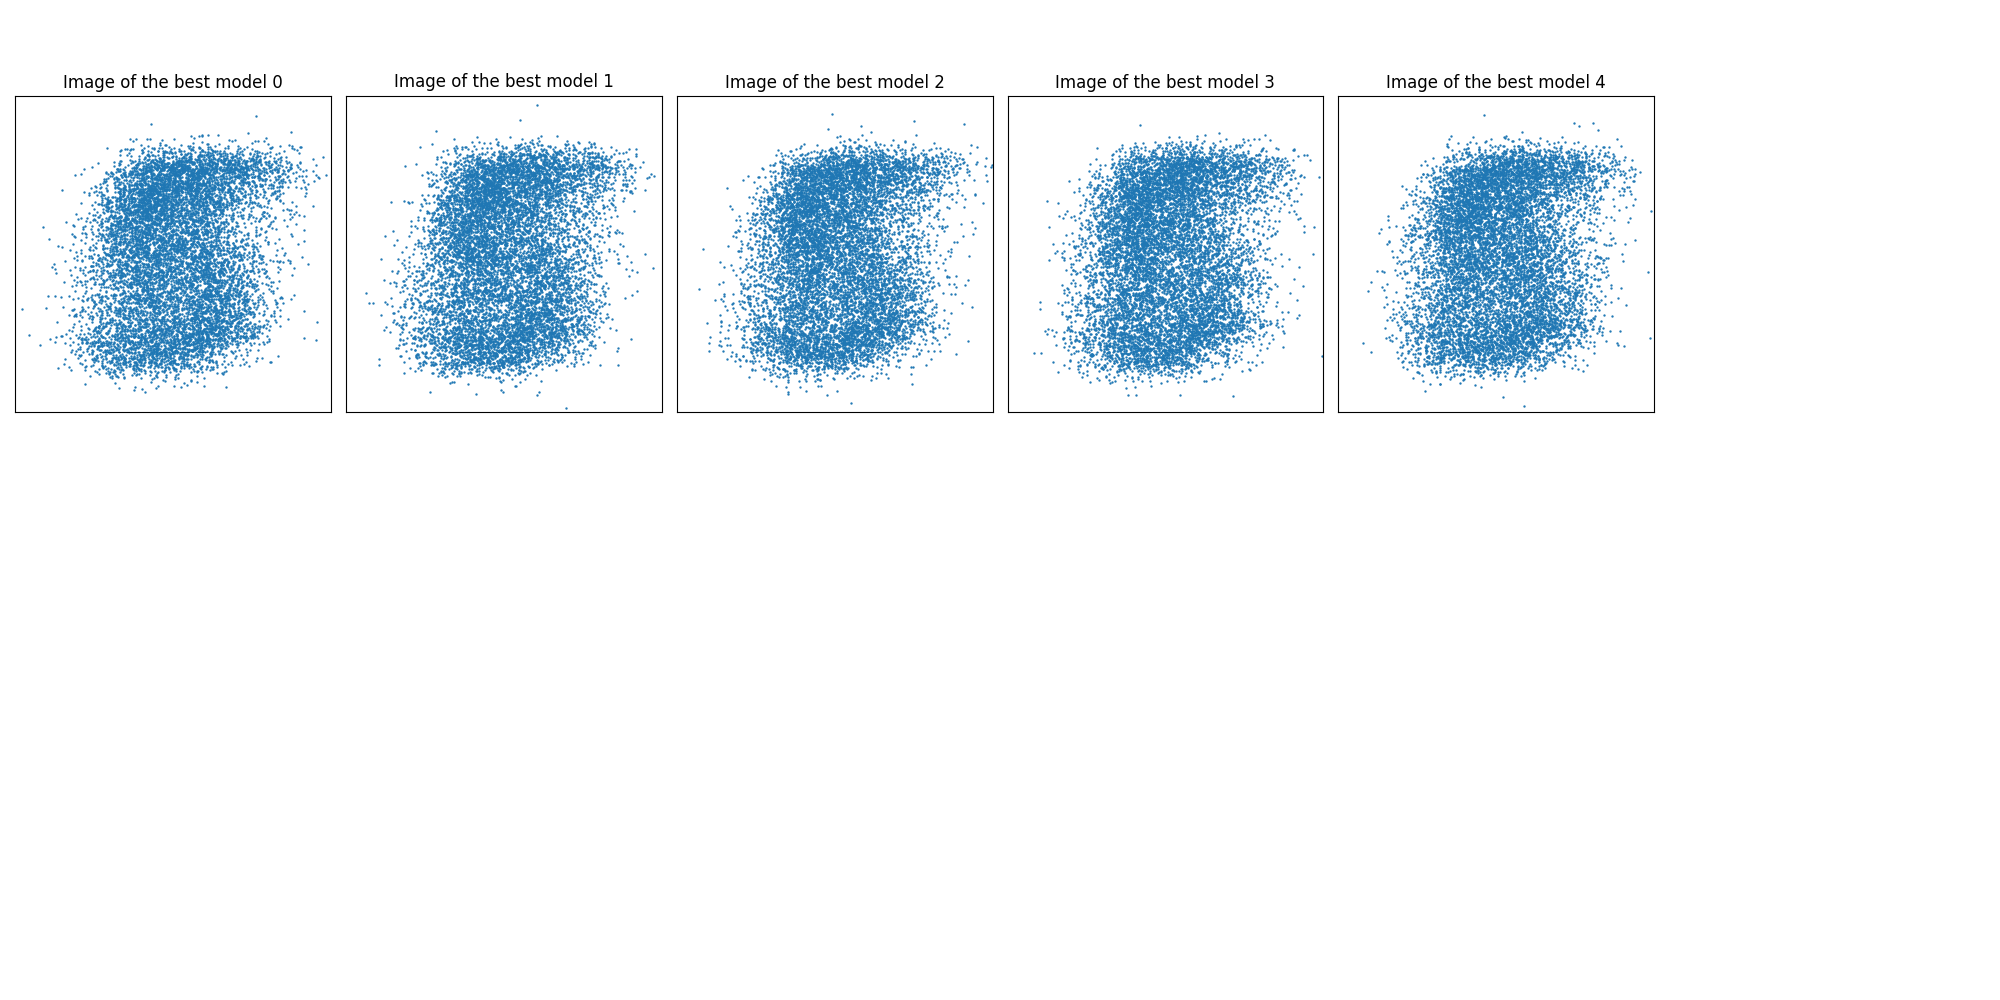 Image of the best model 0
Image of the best model 1
Image of the best model 2
Image of the best model 3
Image of the best model 4